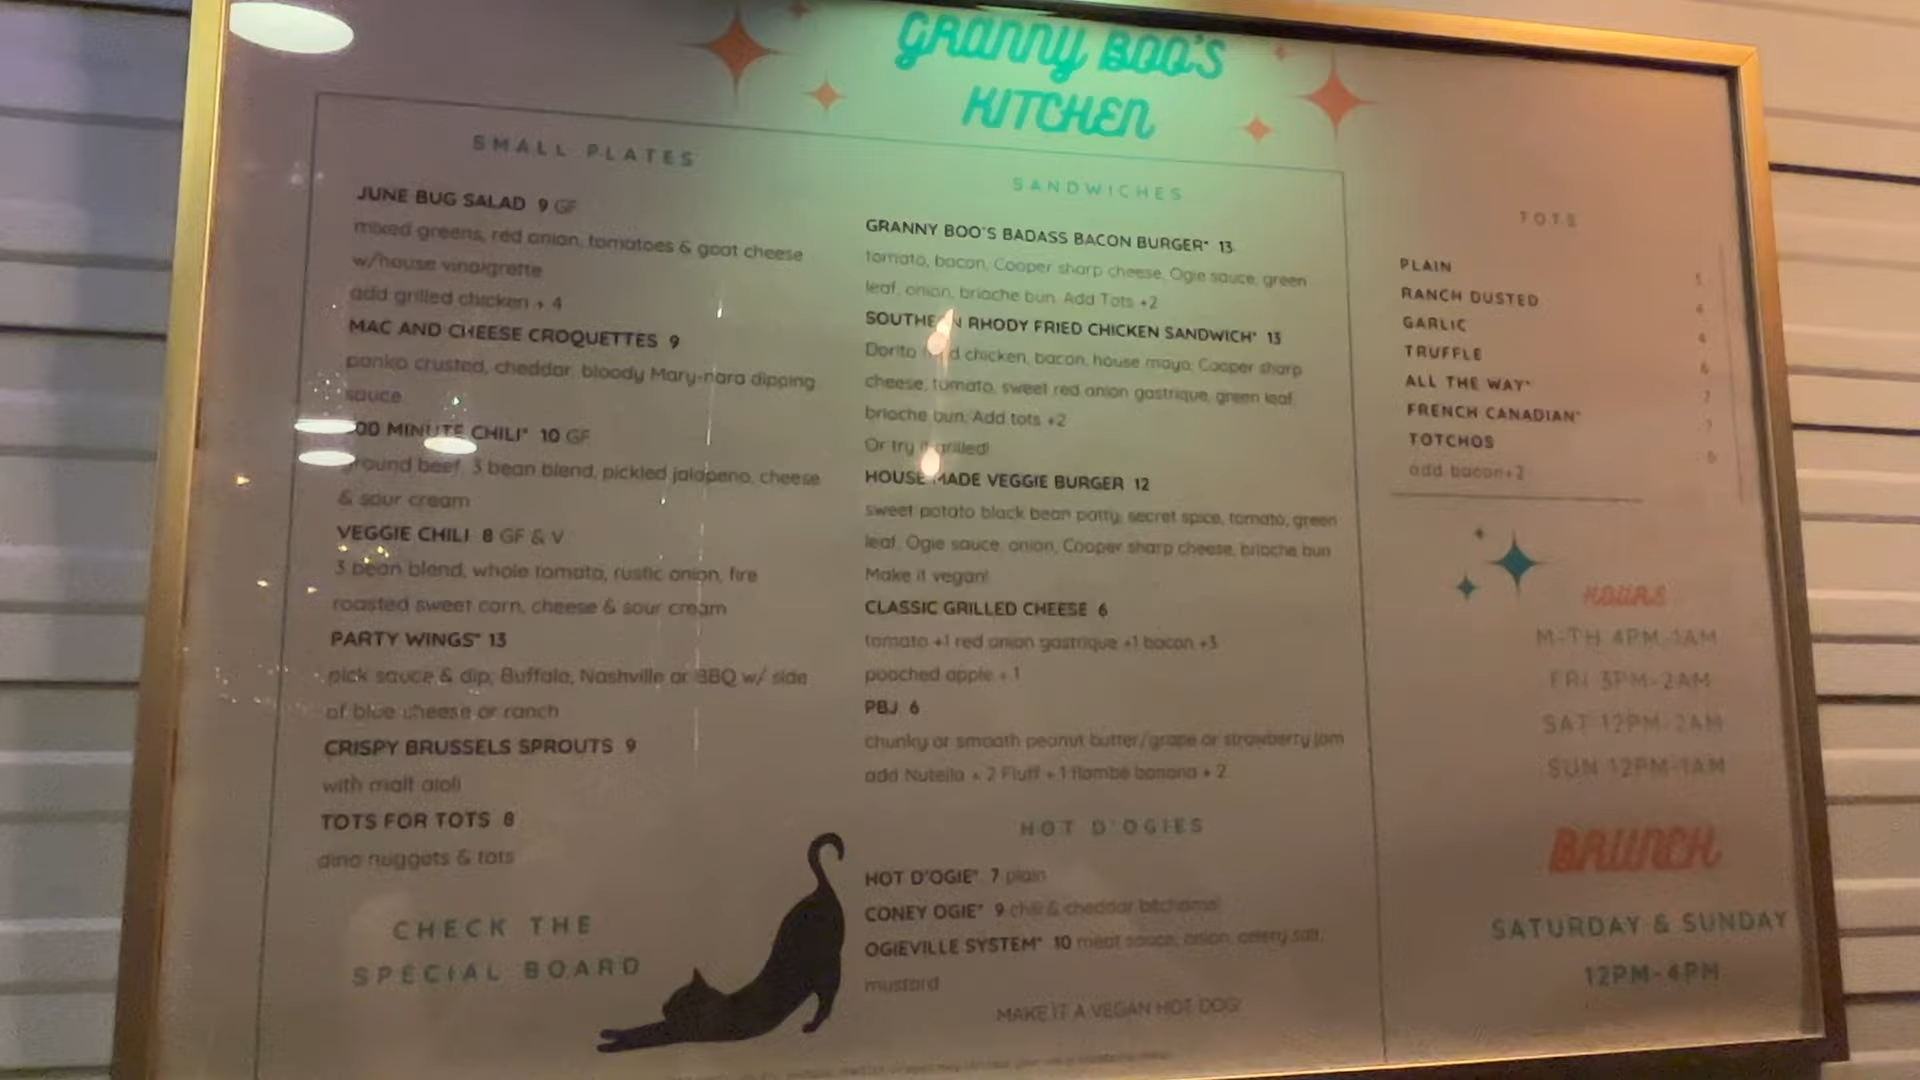 GRANNY BOO'S
KITCHEN
SMALL PLATES
JUNE BUG SALAD 9 GF
mixed greens, red onion, tomatoes & goat cheese
w/house vinaigrette
add grilled chicken + 4
MAC AND CHEESE CROQUETTES 9
panko crusted, cheddar, bloody Mary-nara dipping
sauce
00 MINUTE CHILI* 10 GF
ground beef, 3 bean blend, pickled jalapeno, cheese
& sour cream
VEGGIE CHILI 8 GF & V
3 bean blend, whole tomato, rustic onion, fire
roasted sweet corn, cheese & sour cream
PARTY WINGS* 13
pick sauce & dip; Buffalo, Nashville or BBQ w/ side
of blue cheese or ranch
CRISPY BRUSSELS SPROUTS 9
with malt aioli
TOTS FOR TOTS 8
dino nuggets & tots
CHECK THE
SPECIAL BOARD
SANDWICHES
GRANNY BOO'S BADASS BACON BURGER* 13
tomato, bacon, Cooper sharp cheese, Ogie sauce, green
leaf, onion, brioche bun. Add Tots +2
SOUTHERN RHODY FRIED CHICKEN SANDWICH* 13
Dorito chicken, bacon, house mayo, Cooper sharp
cheese, tomato, sweet red onion gastrique, green leaf,
brioche bun. Add tots +2
Or try it grilled!
HOUSE MADE VEGGIE BURGER 12
sweet potato black bean patty, secret spice, tomato, green
leaf, Ogie sauce, onion, Cooper sharp cheese, brioche bun
Make it vegan!
CLASSIC GRILLED CHEESE 6
tomato +1 red onion gastrique +1 bacon +3
poached apple +1
PBJ 6
chunky or smooth peanut butter/grape or strawberry jam
add Nutella + 2 Fluff + 1 flambé banana + 2
HOT D'OGIES
HOT D'OGIE* 7 plain
CONEY OGIE* 9 chili & cheddar bitchome!
OGIEVILLE SYSTEM* 10 meat sauce, onion, celery salt,
mustard
MAKE IT A VEGAN HOT DOG!
TOTS
PLAIN
RANCH DUSTED 4
GARLIC 4
TRUFFLE 6
ALL THE WAY* 7
FRENCH CANADIAN* 7
TOTCHOS 6
add bacon+2
HOURS
M-TH 4PM-1AM
FRI 3PM-2AM
SAT 12PM-2AM
SUN 12PM-1AM
BRUNCH
SATURDAY & SUNDAY
12PM-4PM